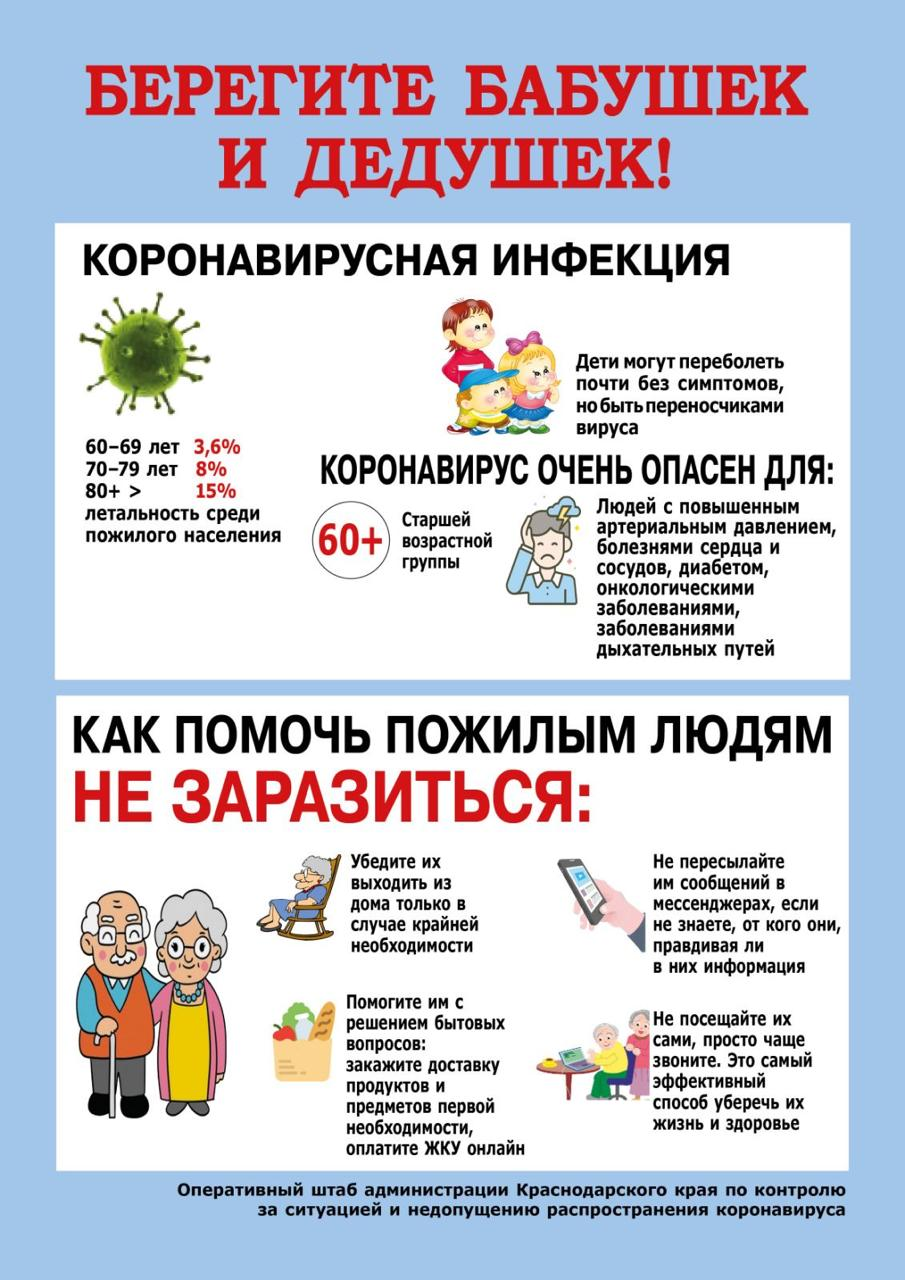 БЕРЕГИТЕ БАБУШЕК
И ДЕДУШЕК!
КОРОНАВИРУСНАЯ ИНФЕКЦИЯ
Дети могут переболеть
почти без симптомов,
но быть переносчиками
вируса
60–69 лет 3,6%
70–79 лет 8%
80+ > 15%
летальность среди
пожилого населения
КОРОНАВИРУС ОЧЕНЬ ОПАСЕН ДЛЯ:
60+
Старшей
возрастной
группы
Людей с повышенным
артериальным давлением,
болезнями сердца и
сосудов, диабетом,
онкологическими
заболеваниями,
заболеваниями
дыхательных путей
КАК ПОМОЧЬ ПОЖИЛЫМ ЛЮДЯМ
НЕ ЗАРАЗИТЬСЯ:
Убедите их
выходить из
дома только в
случае крайней
необходимости
Не пересылайте
им сообщений в
мессенджерах, если
не знаете, от кого они,
правдивая ли
в них информация
Помогите им с
решением бытовых
вопросов:
закажите доставку
продуктов и
предметов первой
необходимости,
оплатите ЖКУ онлайн
Не посещайте их
сами, просто чаще
звоните. Это самый
эффективный
способ уберечь их
жизнь и здоровье
Оперативный штаб администрации Краснодарского края по контролю
за ситуацией и недопущению распространения коронавируса